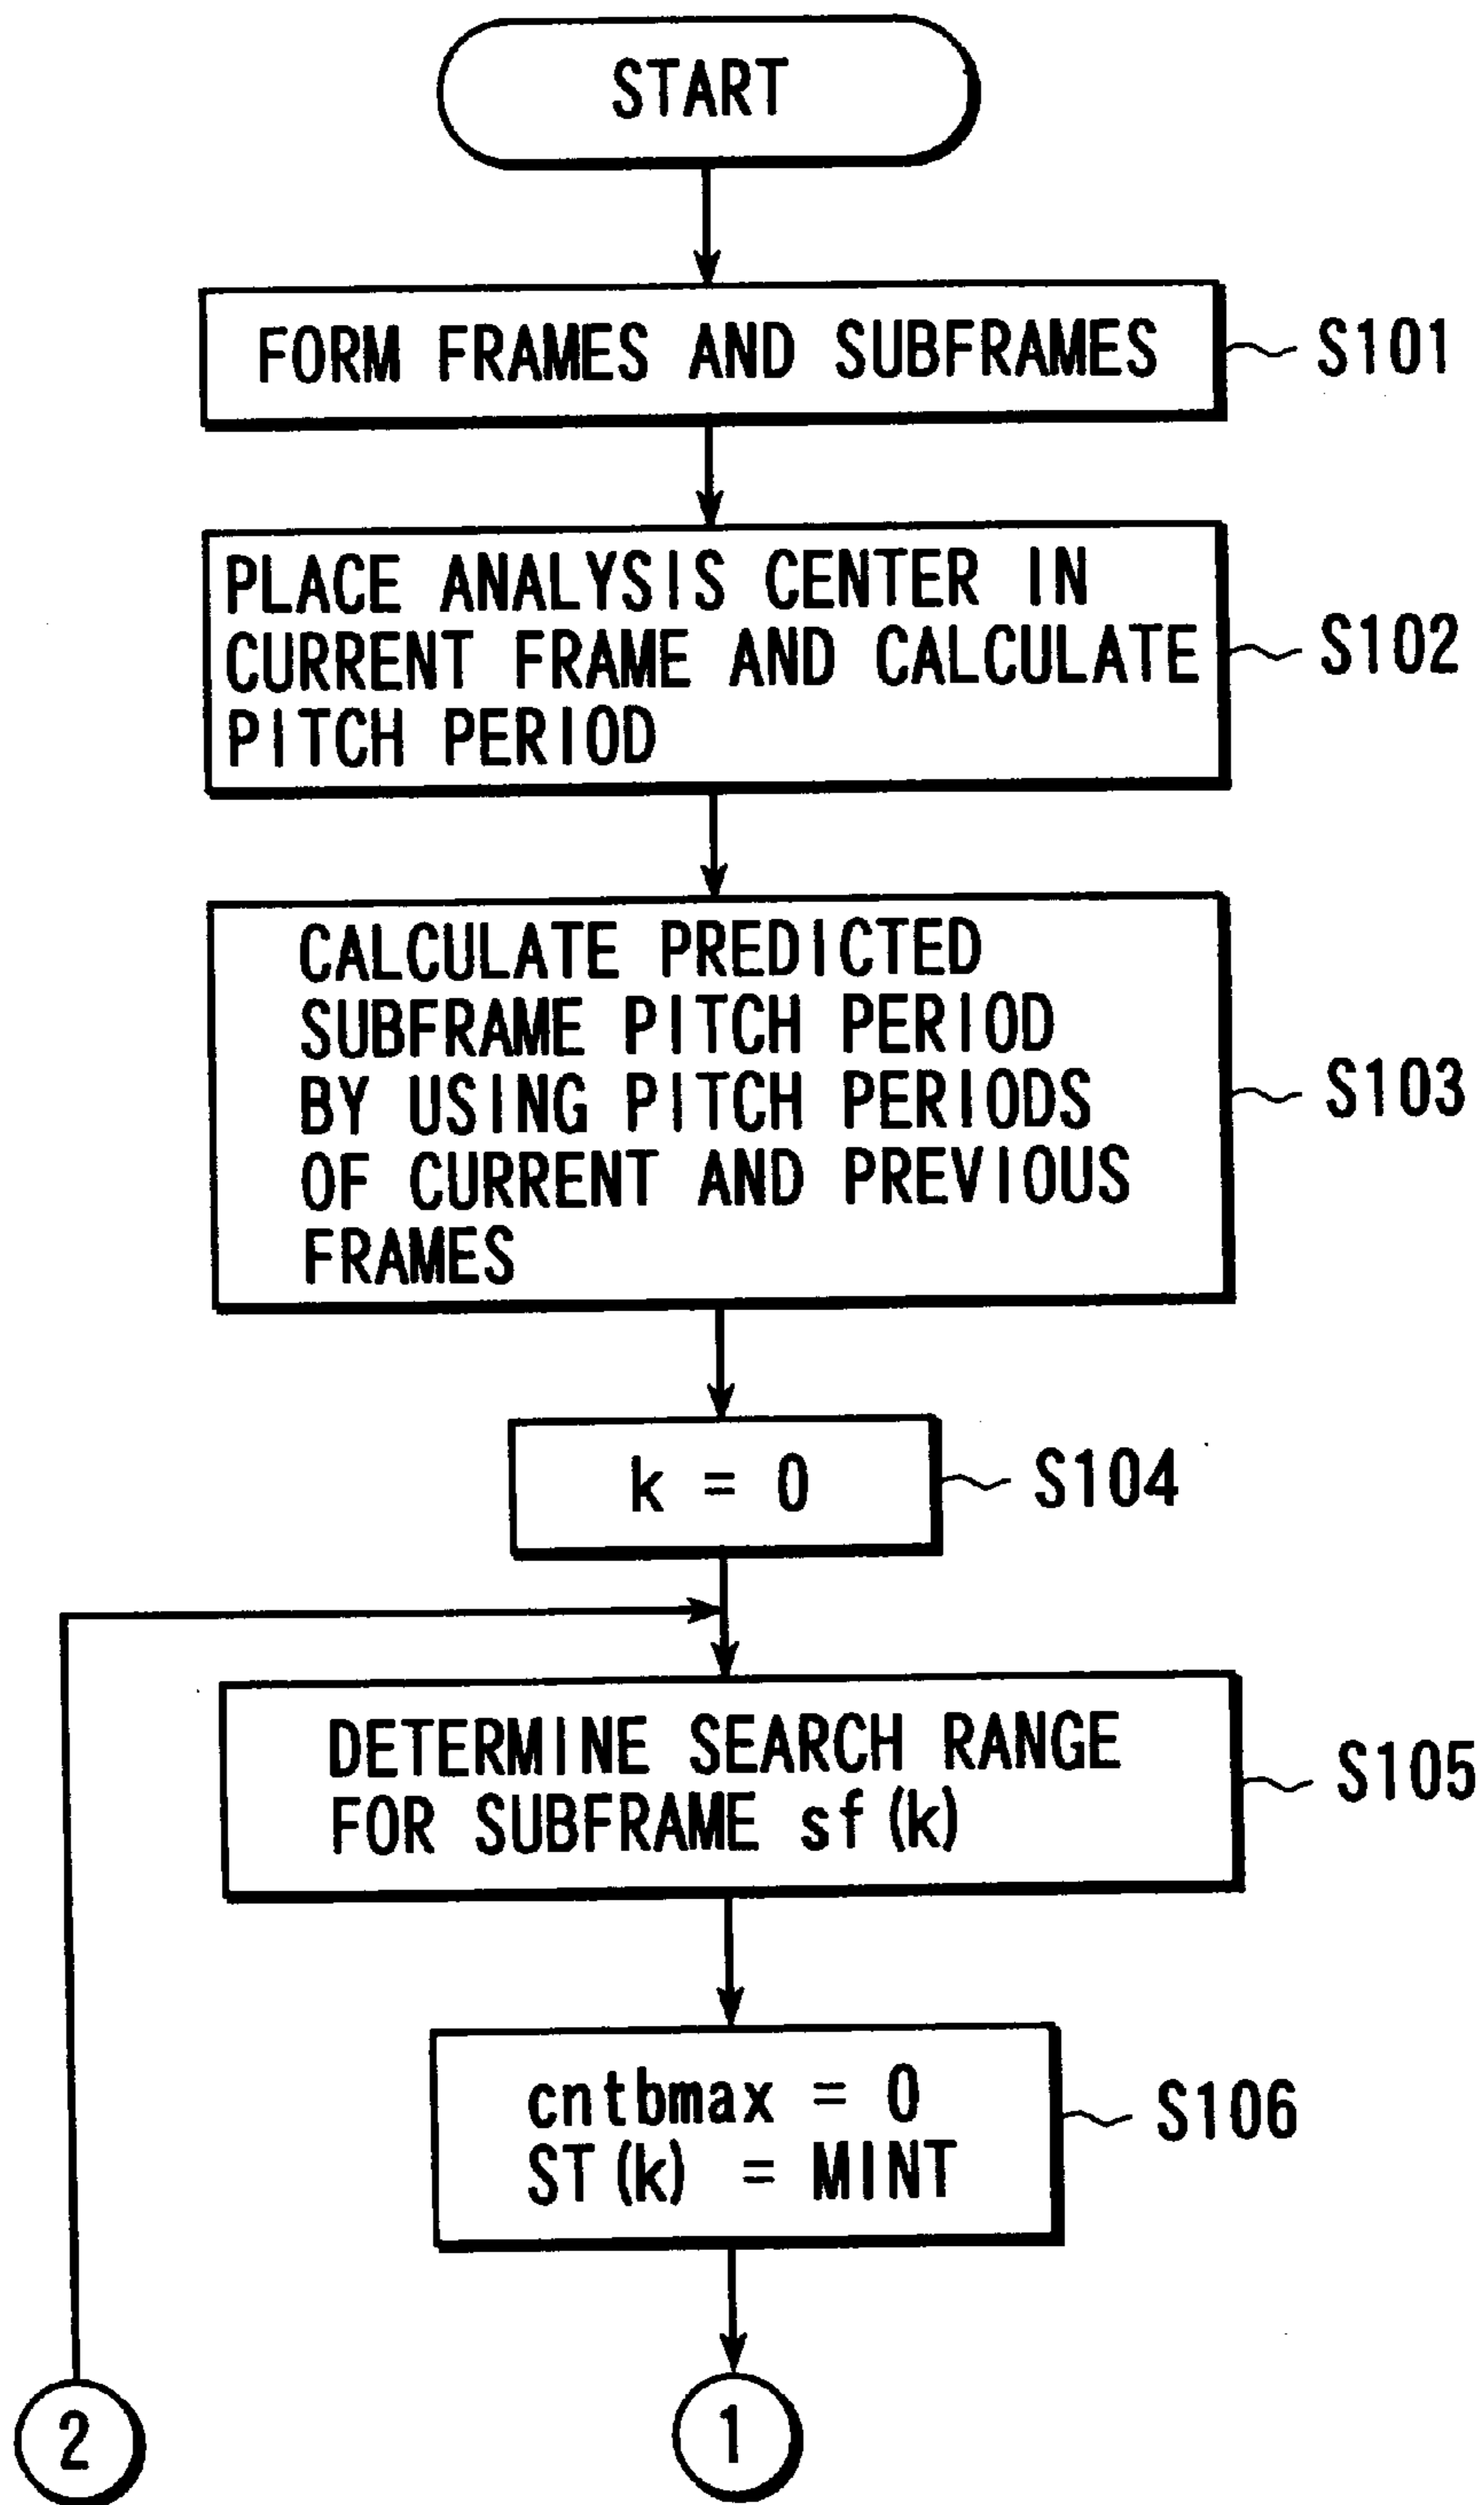 START
FORM FRAMES AND SUBFRAMES
S101
PLACE ANALYSIS CENTER IN
CURRENT FRAME AND CALCULATE
PITCH PERIOD
S102
CALCULATE PREDICTED
SUBFRAME PITCH PERIOD
BY USING PITCH PERIODS
OF CURRENT AND PREVIOUS
FRAMES
S103
k = 0
S104
DETERMINE SEARCH RANGE
FOR SUBFRAME sf(k)
S105
cntbmax = 0
ST(k) = MINT
S106
2
1